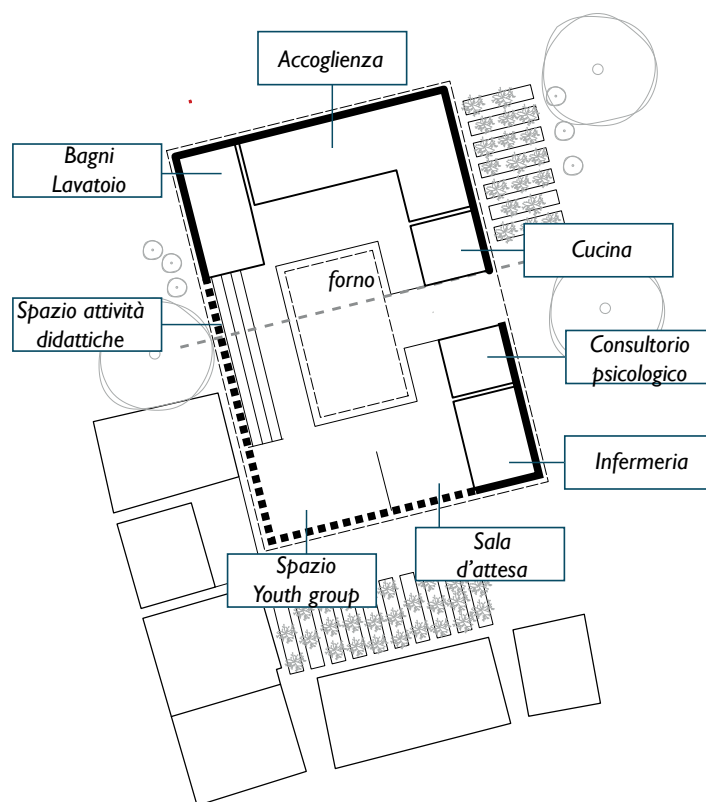 Accoglienza
Bagni
Lavatoio
Cucina
forno
Spazio attività
didattiche
Consultorio
psicologico
Infermeria
Sala
d'attesa
Spazio
Youth group